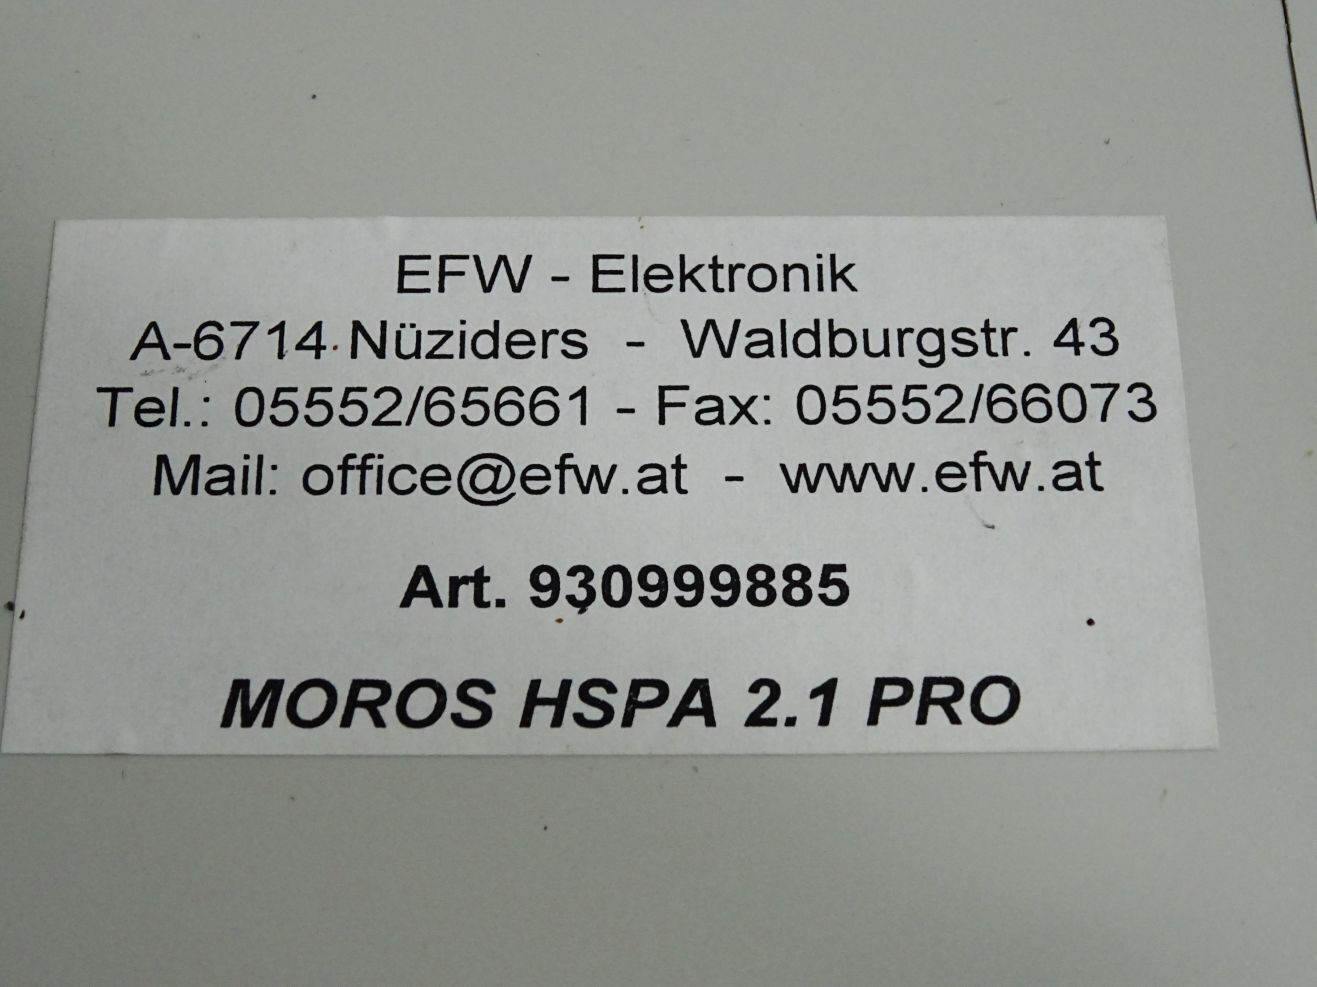 EFW - Elektronik
A-6714 Nüziders - Waldburgstr. 43
Tel.: 05552/65661 - Fax: 05552/66073
Mail: office@efw.at - www.efw.at
Art. 930999885
MOROS HSPA 2.1 PRO